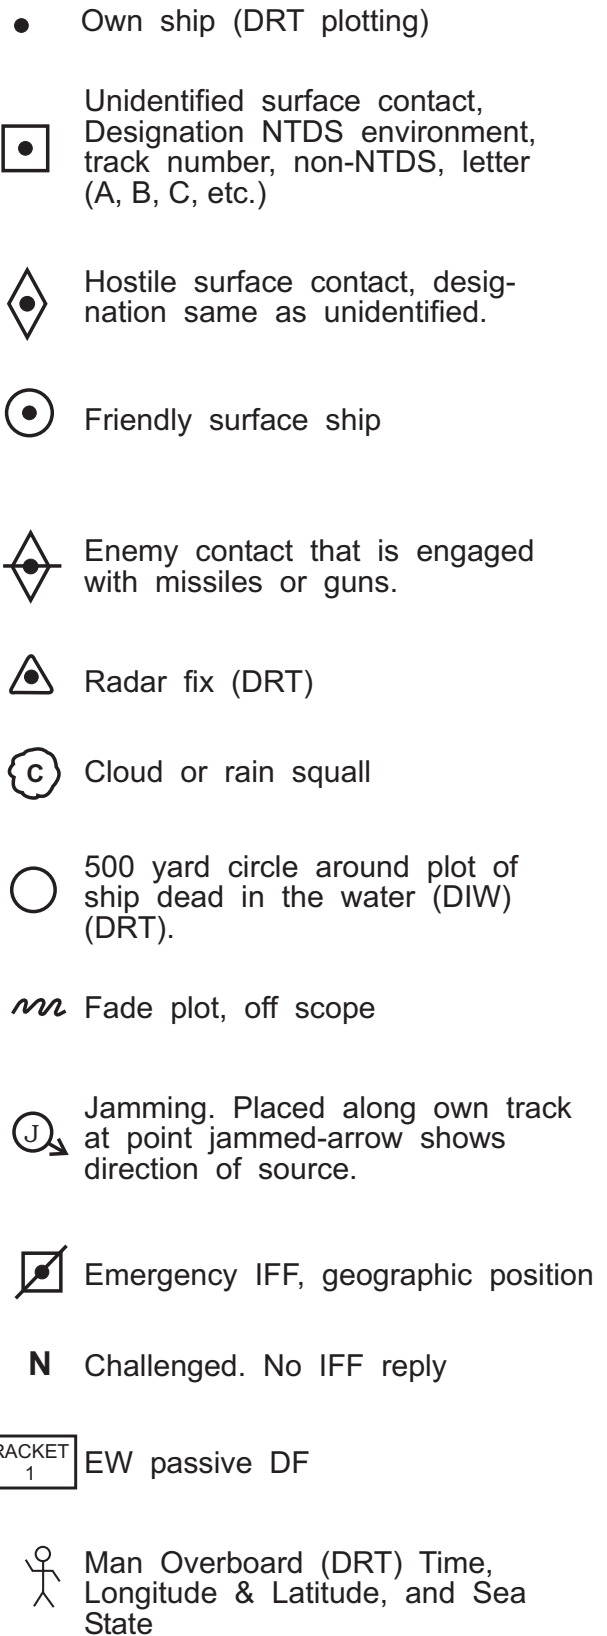 Own ship (DRT plotting)
Unidentified surface contact,
Designation NTDS environment,
track number, non-NTDS, letter
(A, B, C, etc.)
Hostile surface contact, desig-
nation same as unidentified.
Friendly surface ship
Enemy contact that is engaged
with missiles or guns.
Radar fix (DRT)
C Cloud or rain squall
500 yard circle around plot of
ship dead in the water (DIW)
(DRT).
Fade plot, off scope
Jamming. Placed along own track
J at point jammed-arrow shows
direction of source.
Emergency IFF, geographic position
N Challenged. No IFF reply
RACKET
1
EW passive DF
Man Overboard (DRT) Time,
Longitude & Latitude, and Sea
State